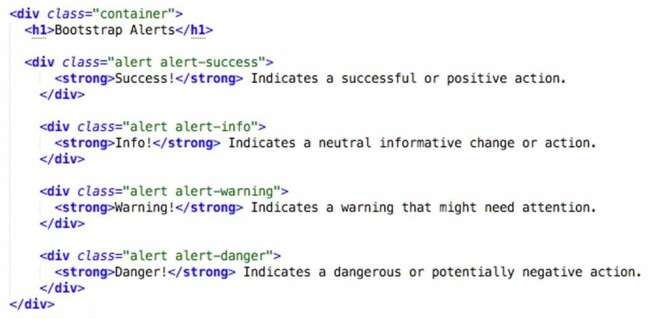 <div class="container">
<h1>Bootstrap Alerts</h1>
<div class="alert alert-success">
<strong>Success!</strong> Indicates a successful or positive action.
</div>
<div class="alert alert-info">
<strong>Info!</strong> Indicates a neutral informative change or action.
</div>
<div class="alert alert-warning">
<strong>Warning!</strong> Indicates a warning that might need attention.
</div>
<div class="alert alert-danger">
<strong>Danger!</strong> Indicates a dangerous or potentially negative action.
</div>
</div>